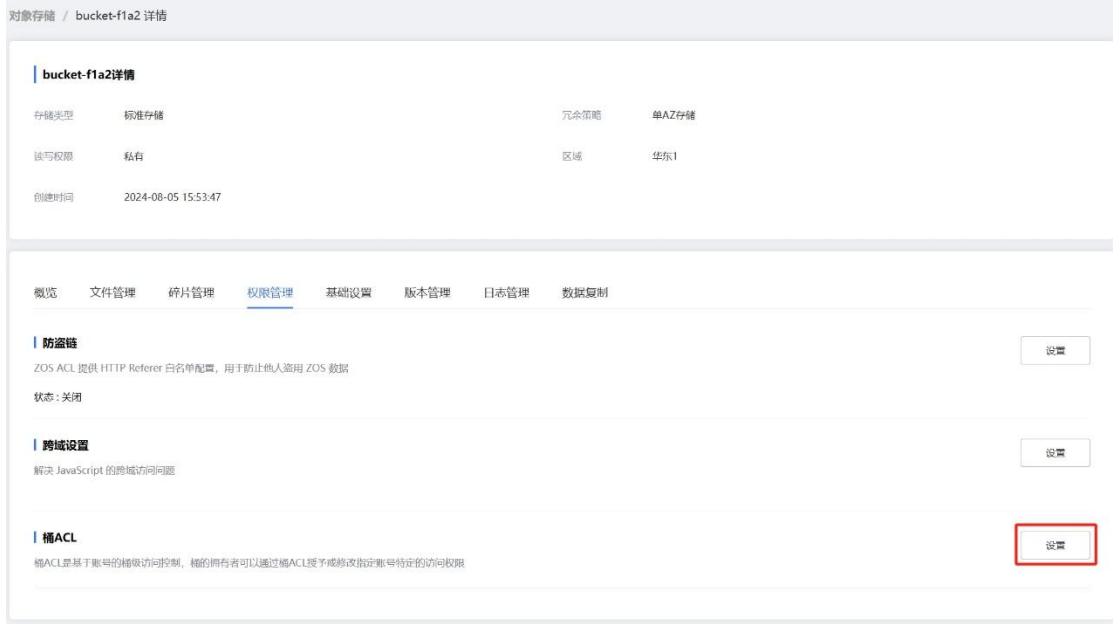 对象存储 / bucket-f1a2 详情
bucket-f1a2详情
存储类型 标准存储 冗余策略 单AZ存储
读写权限 私有 区域 华东1
创建时间 2024-08-05 15:53:47
概览 文件管理 碎片管理 权限管理 基础设置 版本管理 日志管理 数据复制
防盗链 设置
ZOS ACL 提供 HTTP Referer 白名单配置，用于防止他人盗用 ZOS 数据
状态 : 关闭
跨域设置 设置
解决 JavaScript 的跨域访问问题
桶ACL 设置
桶ACL是基于账号的桶级访问控制，桶的拥有者可以通过桶ACL授予或修改指定账号特定的访问权限